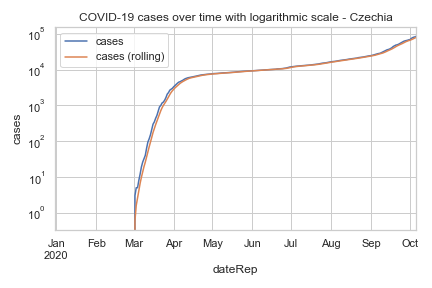 COVID-19 cases over time with logarithmic scale - Czechia
cases
cases (rolling)
10⁵
10⁴
10³
10²
10¹
10⁰
cases
Jan Feb Mar Apr May Jun Jul Aug Sep Oct
2020
dateRep